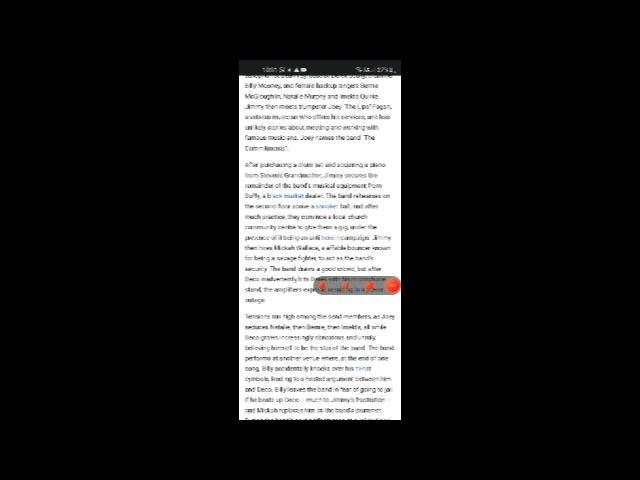 Billy Mooney, and female backup singers Bernie
McGloughlin, Natalie Murphy and Imelda Quirke.
Jimmy then meets trumpeter Joey "The Lips" Fagan,
a veteran musician who offers his services, and has
unlikely stories about meeting and working with
famous musicians. Joey names the band "The
Commitments".
After purchasing a drum set and acquiring a piano
from Steven's Grandmother, Jimmy secures the
remainder of the band's musical equipment from
Duffy, a black market dealer. The band rehearses on
the second floor above a snooker hall, and after
much practice, they convince a local church
community centre to give them a gig, under the
pretence of it being an anti heroin campaign. Jimmy
then hires Mickah Wallace, a affable bouncer known
for being a savage fighter, to act as the band's
security. The band draws a good crowd, but after
Deco inadvertently hits Derek with his microphone
stand, the amplifiers explode, resulting in a power
outage.
Tensions run high among the band members, as Joey
seduces Natalie, then Bernie, then Imelda, all while
Deco grows increasingly obnoxious and unruly,
believing himself to be the star of the band. The band
performs at another venue where, at the end of one
song, Billy accidentally knocks over his hi-hat
cymbals, leading to a heated argument between him
and Deco. Billy leaves the band in fear of going to jail
if he beats up Deco – much to Jimmy's frustration –
and Mickah replaces him as the band's drummer.